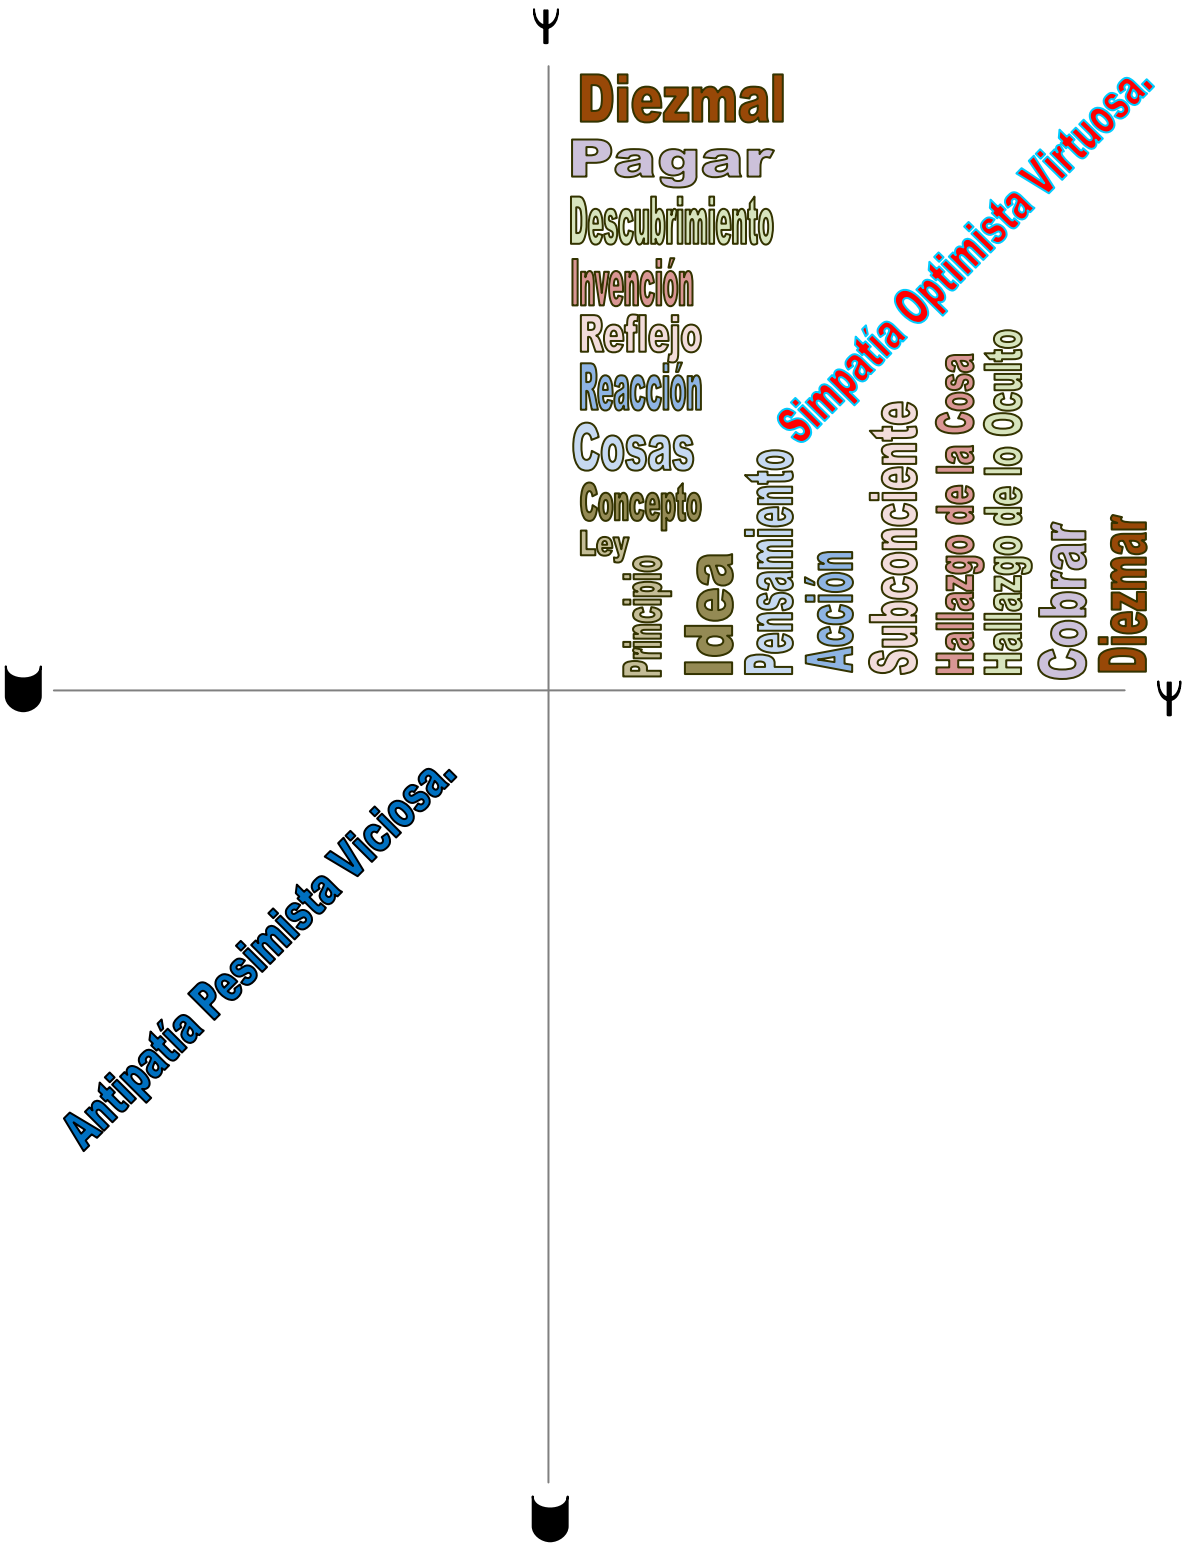 Diezmal
Pagar
Descubrimiento
Invención
Reflejo
Reacción
Cosas
Concepto
Ley
Principio
Idea
Pensamiento
Acción
Subconciente
Hallazgo de la Cosa
Hallazgo de lo Oculto
Cobrar
Diezmar
Simpatía Optimista Virtuosa.
Antipatía Pesimista Viciosa.